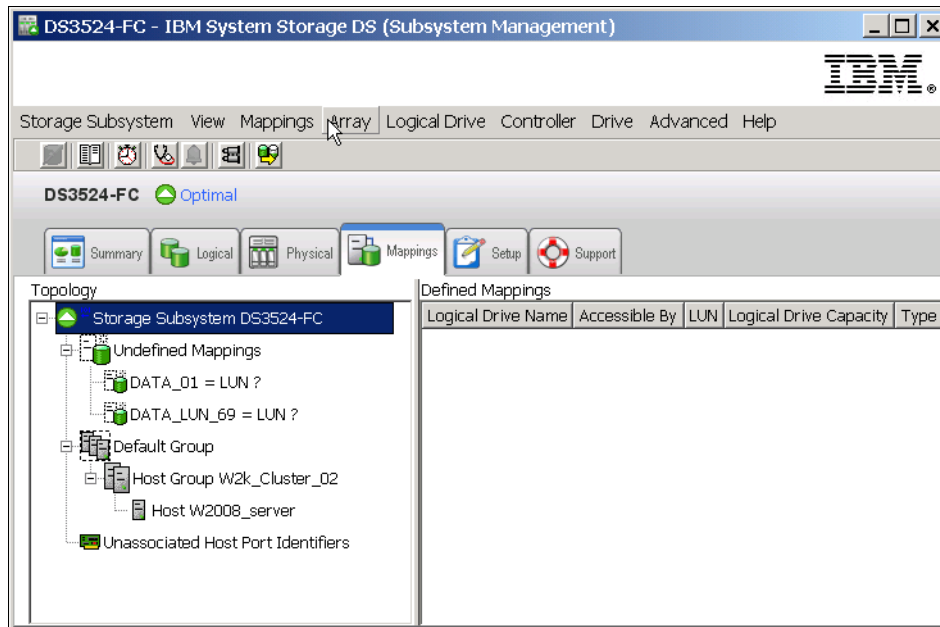 DS3524-FC - IBM System Storage DS (Subsystem Management)
IBM®
Storage Subsystem View Mappings Array Logical Drive Controller Drive Advanced Help
DS3524-FC Optimal
Summary Logical Physical Mappings Setup Support
Topology
Storage Subsystem DS3524-FC
Undefined Mappings
DATA_01 = LUN ?
DATA_LUN_69 = LUN ?
Default Group
Host Group W2k_Cluster_02
Host W2008_server
Unassociated Host Port Identifiers
Defined Mappings
Logical Drive Name Accessible By LUN Logical Drive Capacity Type